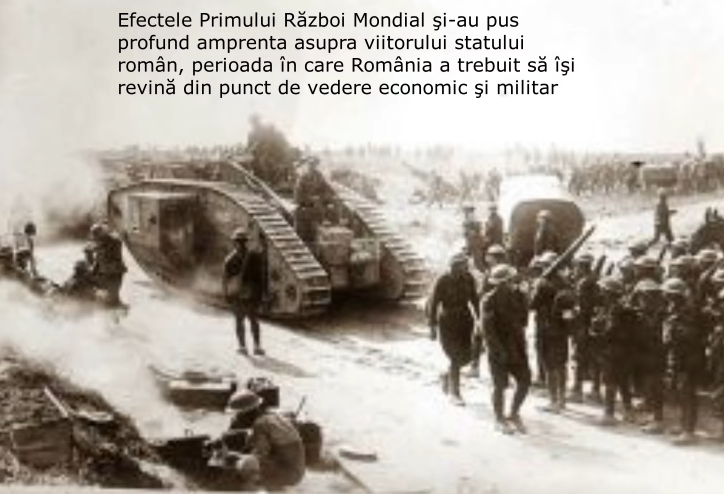 Efectele Primului Război Mondial şi-au pus
profund amprenta asupra viitorului statului
român, perioada în care România a trebuit să îşi
revină din punct de vedere economic şi militar